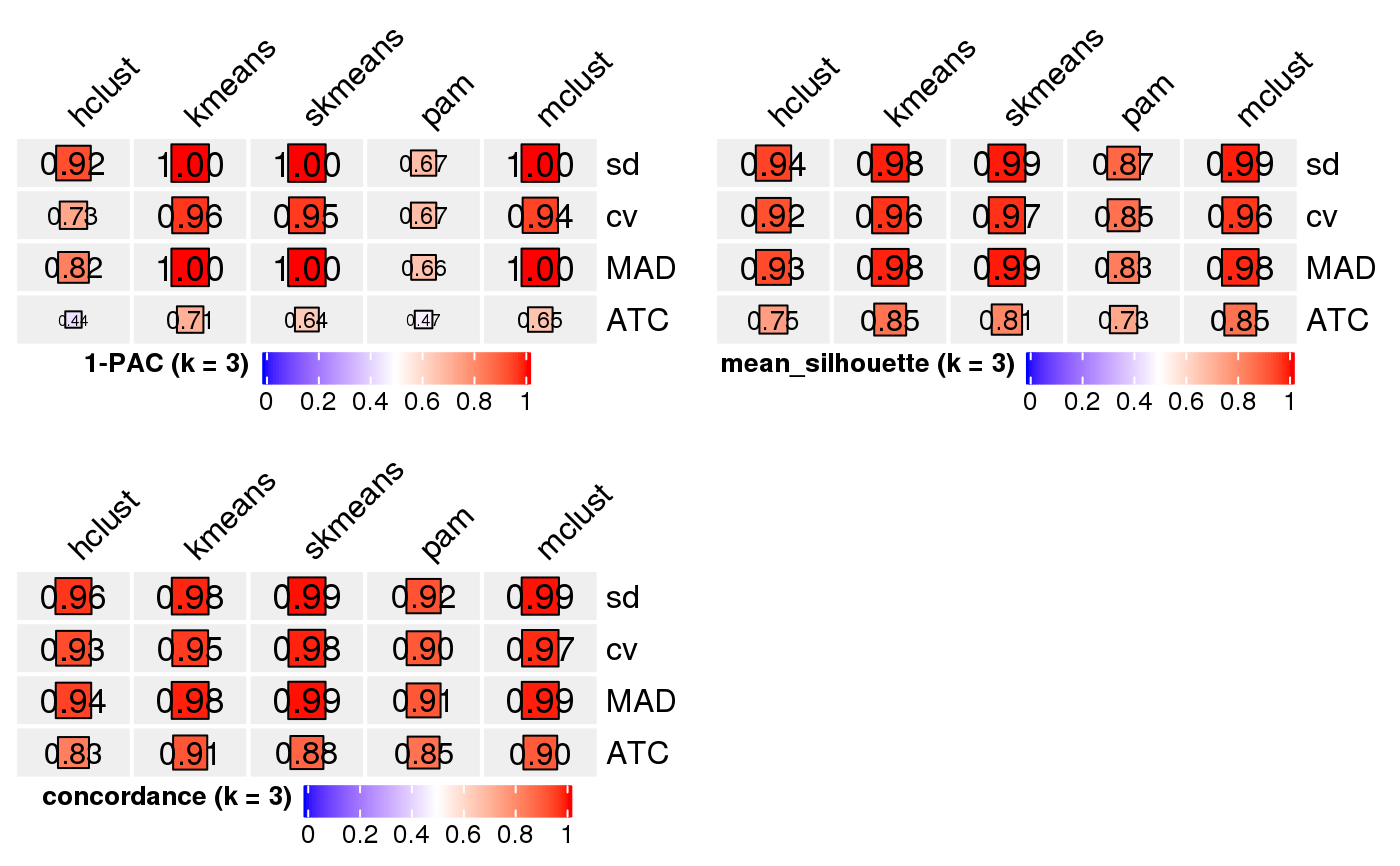 hclust kmeans skmeans pam mclust
0.92 1.00 1.00 0.67 1.00 sd
0.73 0.96 0.95 0.67 0.94 cv
0.82 1.00 1.00 0.66 1.00 MAD
0.44 0.71 0.64 0.47 0.65 ATC
1-PAC (k = 3)
0 0.2 0.4 0.6 0.8 1
hclust kmeans skmeans pam mclust
0.94 0.98 0.99 0.87 0.99 sd
0.92 0.96 0.97 0.85 0.96 cv
0.93 0.98 0.99 0.83 0.98 MAD
0.75 0.85 0.81 0.73 0.85 ATC
mean_silhouette (k = 3)
0 0.2 0.4 0.6 0.8 1
hclust kmeans skmeans pam mclust
0.96 0.98 0.99 0.92 0.99 sd
0.93 0.95 0.98 0.90 0.97 cv
0.94 0.98 0.99 0.91 0.99 MAD
0.83 0.91 0.88 0.85 0.90 ATC
concordance (k = 3)
0 0.2 0.4 0.6 0.8 1